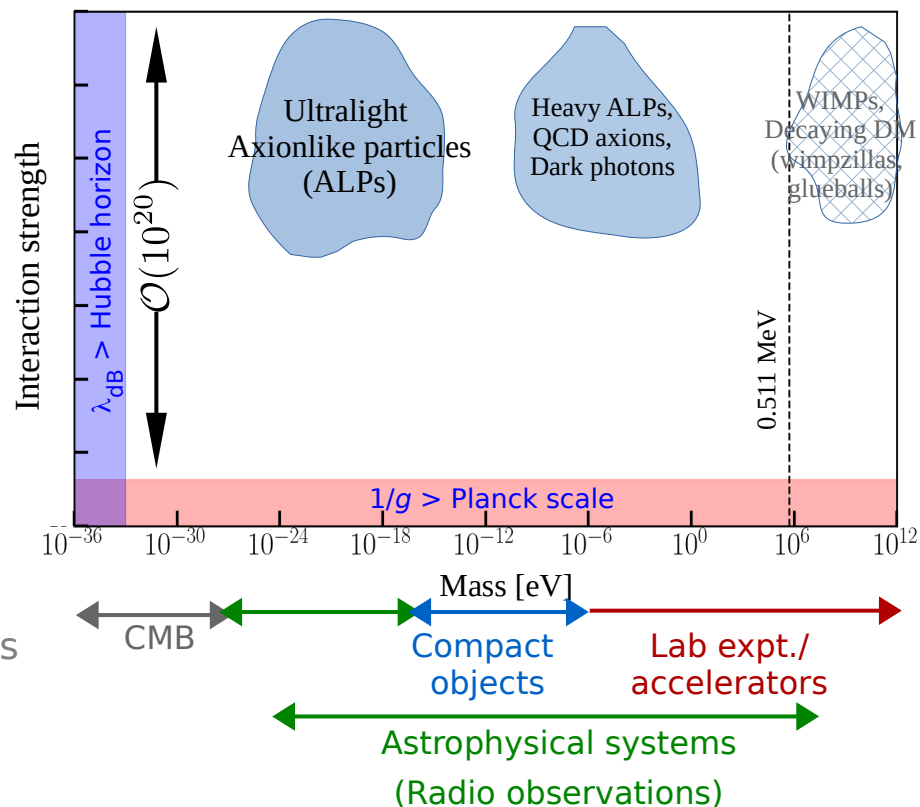 Interaction strength
λ_dB > Hubble horizon
𝒪(10^20)
Ultralight
Axionlike particles
(ALPs)
Heavy ALPs,
QCD axions,
Dark photons
WIMPs,
Decaying DM
(wimpzillas,
glueballs)
0.511 MeV
1/g > Planck scale
10^-36 10^-30 10^-24 10^-18 10^-12 10^-6 10^0 10^6 10^12
Mass [eV]
s
CMB
Compact
objects
Lab expt./
accelerators
Astrophysical systems
(Radio observations)